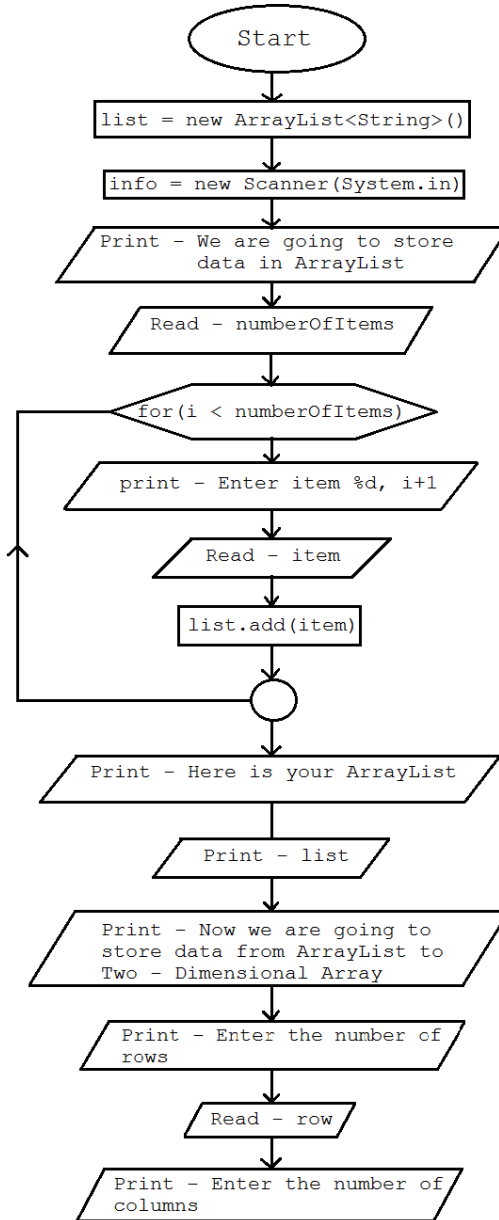 Start
list = new ArrayList<String>()
info = new Scanner(System.in)
Print - We are going to store
data in ArrayList
Read - numberOfItems
for(i < numberOfItems)
print - Enter item %d, i+1
Read - item
list.add(item)
Print - Here is your ArrayList
Print - list
Print - Now we are going to
store data from ArrayList to
Two - Dimensional Array
Print - Enter the number of
rows
Read - row
Print - Enter the number of
columns